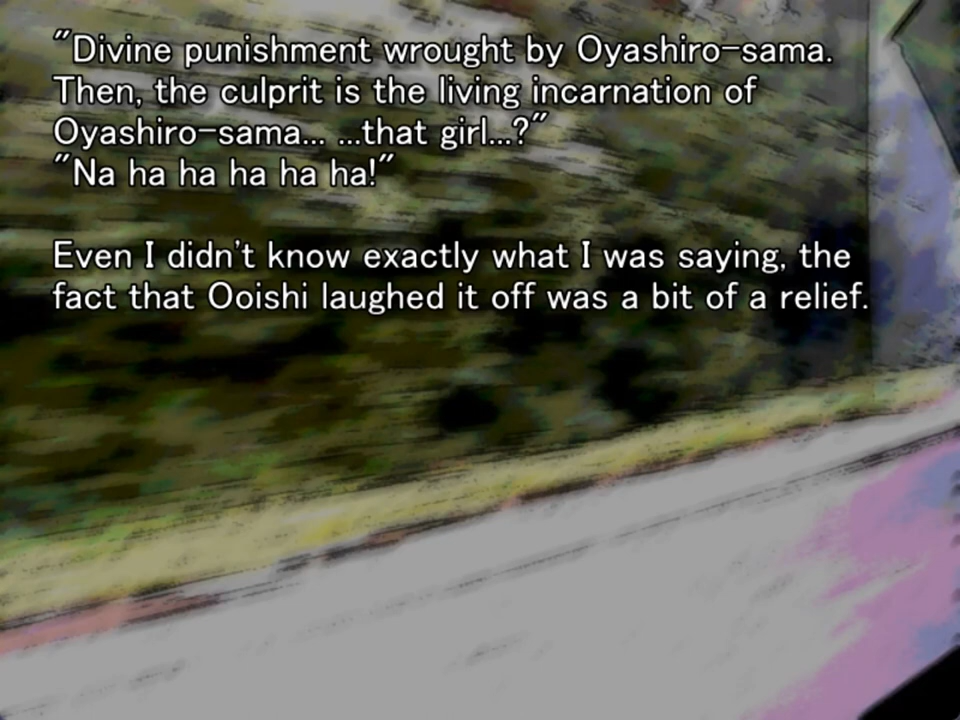 "Divine punishment wrought by Oyashiro-sama.
Then, the culprit is the living incarnation of
Oyashiro-sama... ...that girl...?"
"Na ha ha ha ha ha!"
Even I didn't know exactly what I was saying, the
fact that Ooishi laughed it off was a bit of a relief.